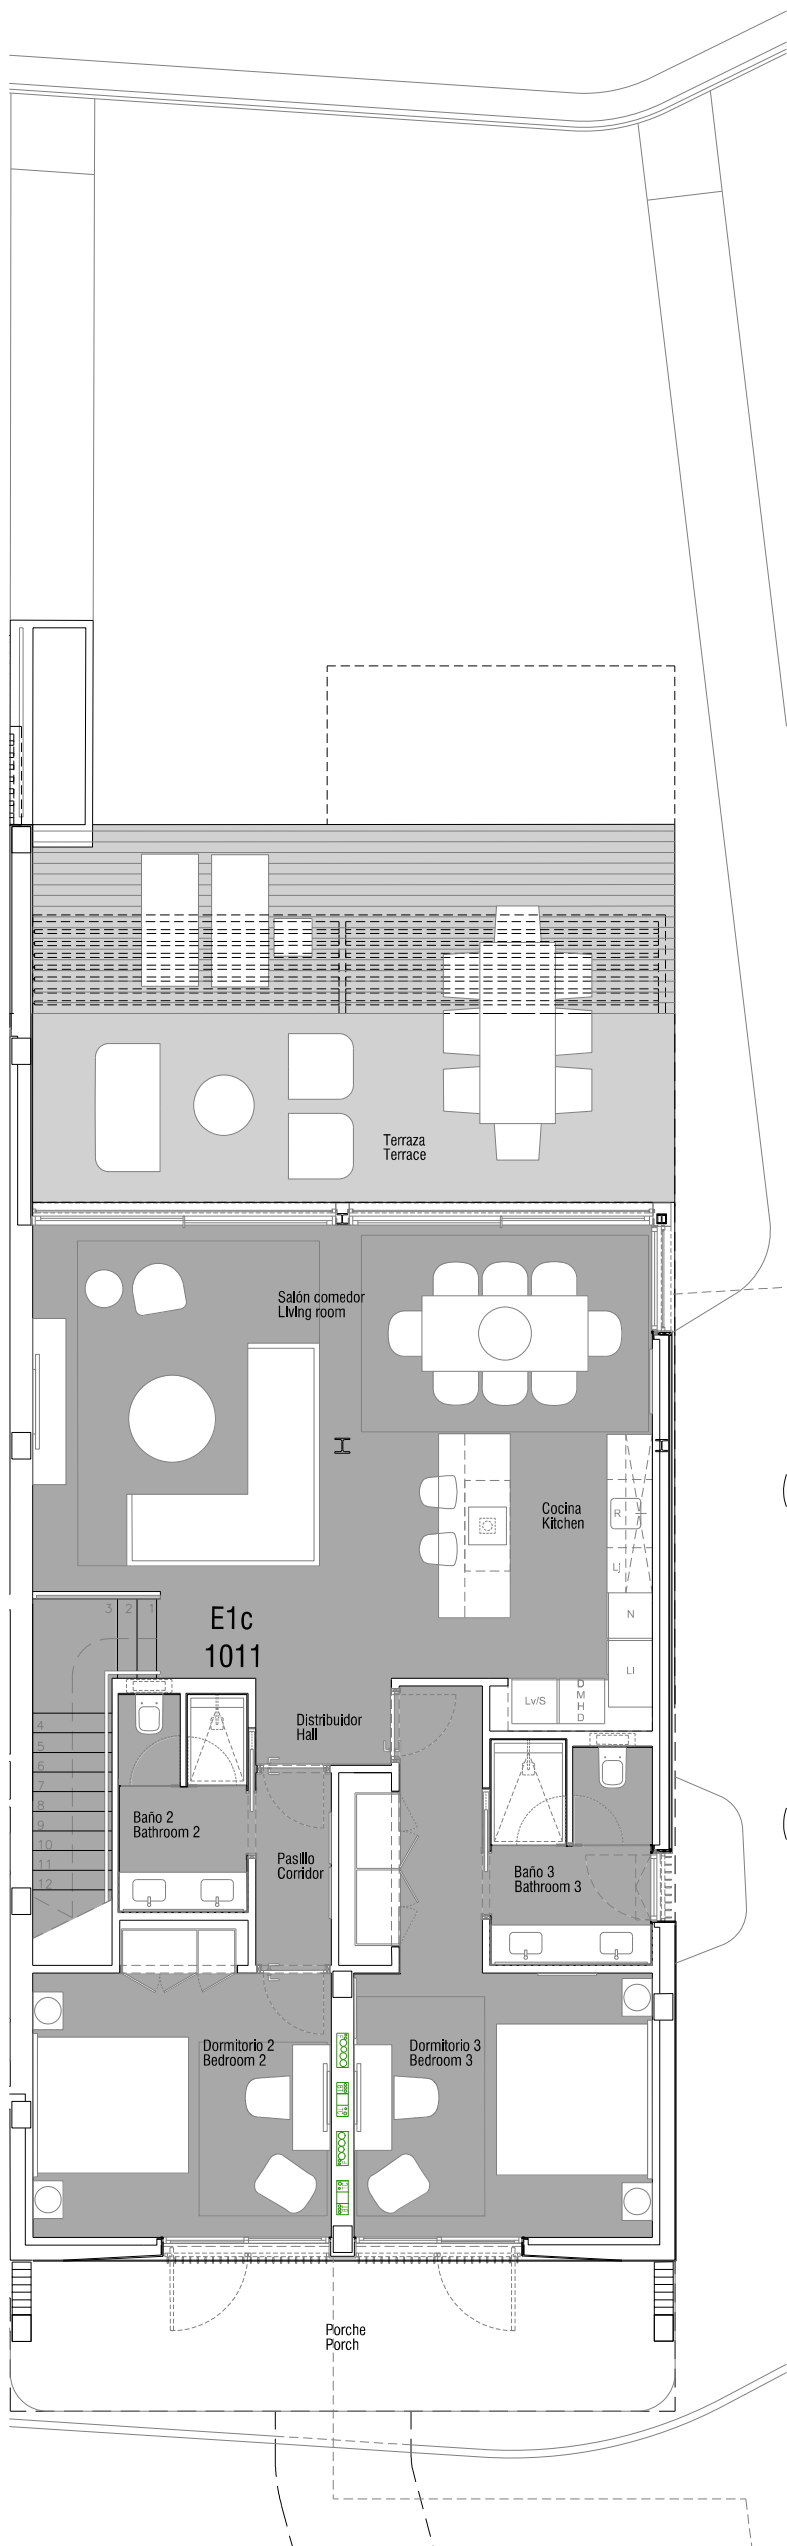 Terraza
Terrace
Salón comedor
Living room
Cocina
Kitchen
R
Lj
N
LI
Lv/S
D
M
H
D
E1c
1011
3 2 1
4
5
6
7
8
9
10
11
12
Distribuidor
Hall
Baño 2
Bathroom 2
Pasillo
Corridor
Baño 3
Bathroom 3
Dormitorio 2
Bedroom 2
Dormitorio 3
Bedroom 3
Porche
Porch